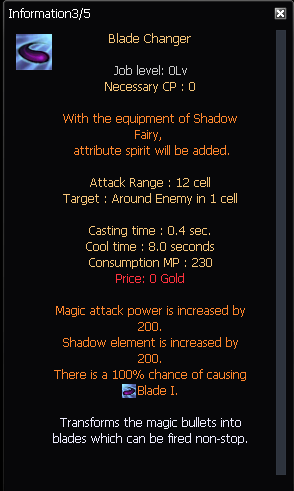 Information3/5
Blade Changer
Job level: 0Lv
Necessary CP : 0
With the equipment of Shadow
Fairy,
attribute spirit will be added.
Attack Range : 12 cell
Target : Around Enemy in 1 cell
Casting time : 0.4 sec.
Cool time : 8.0 seconds
Consumption MP : 230
Price: 0 Gold
Magic attack power is increased by
200.
Shadow element is increased by
200.
There is a 100% chance of causing
Blade I.
Transforms the magic bullets into
blades which can be fired non-stop.